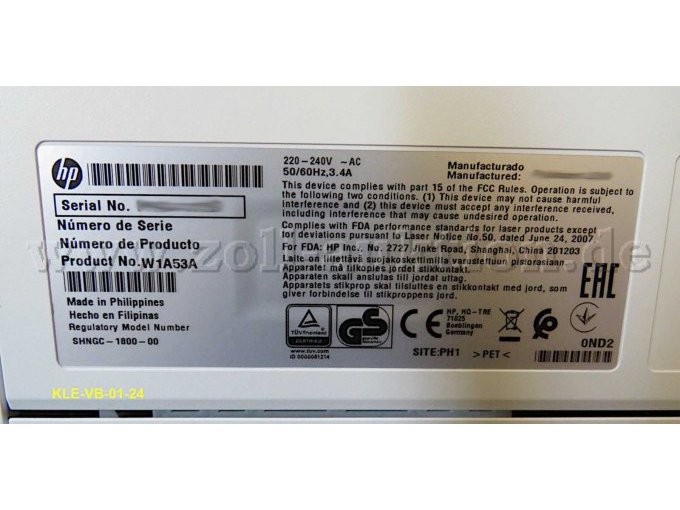 hp
Serial No.
Número de Serie
Número de Producto
Product No.W1A53A
Made in Philippines
Hecho en Filipinas
Regulatory Model Number
SHNGC-1800-00
220-240V ~AC
50/60Hz,3.4A
Manufacturado
Manufactured:
This device complies with part 15 of the FCC Rules. Operation is subject to
the following two conditions. (1) This device may not cause harmful
interference and (2) this device must accept any interference received,
including interference that may cause undesired operation.
Complies with FDA performance standards for laser products except
for deviations pursuant to Laser Notice No.50, dated June 24, 2007
For FDA: HP Inc., No. 2727 Jinke Road, Shanghai, China 201203
Laite on liitettävä suojakoskettimilla varustettuun pistorasiaan
Apparatet må tilkoples jordet stikkontakt.
Apparaten skall anslutas till jordat uttag
Apparatets stikprop skal tilsluttes en stikkontakt med jord, som
giver forbindelse til stikproppens jord.
EAC
TÜVRheinland
CERTIFIED
www.tuv.com
ID 0000061214
GS
CE
HP, HQ-TRE
71025
Boeblingen
Germany
SITE:PH1
>PET<
0ND2
KLE-VB-01-24